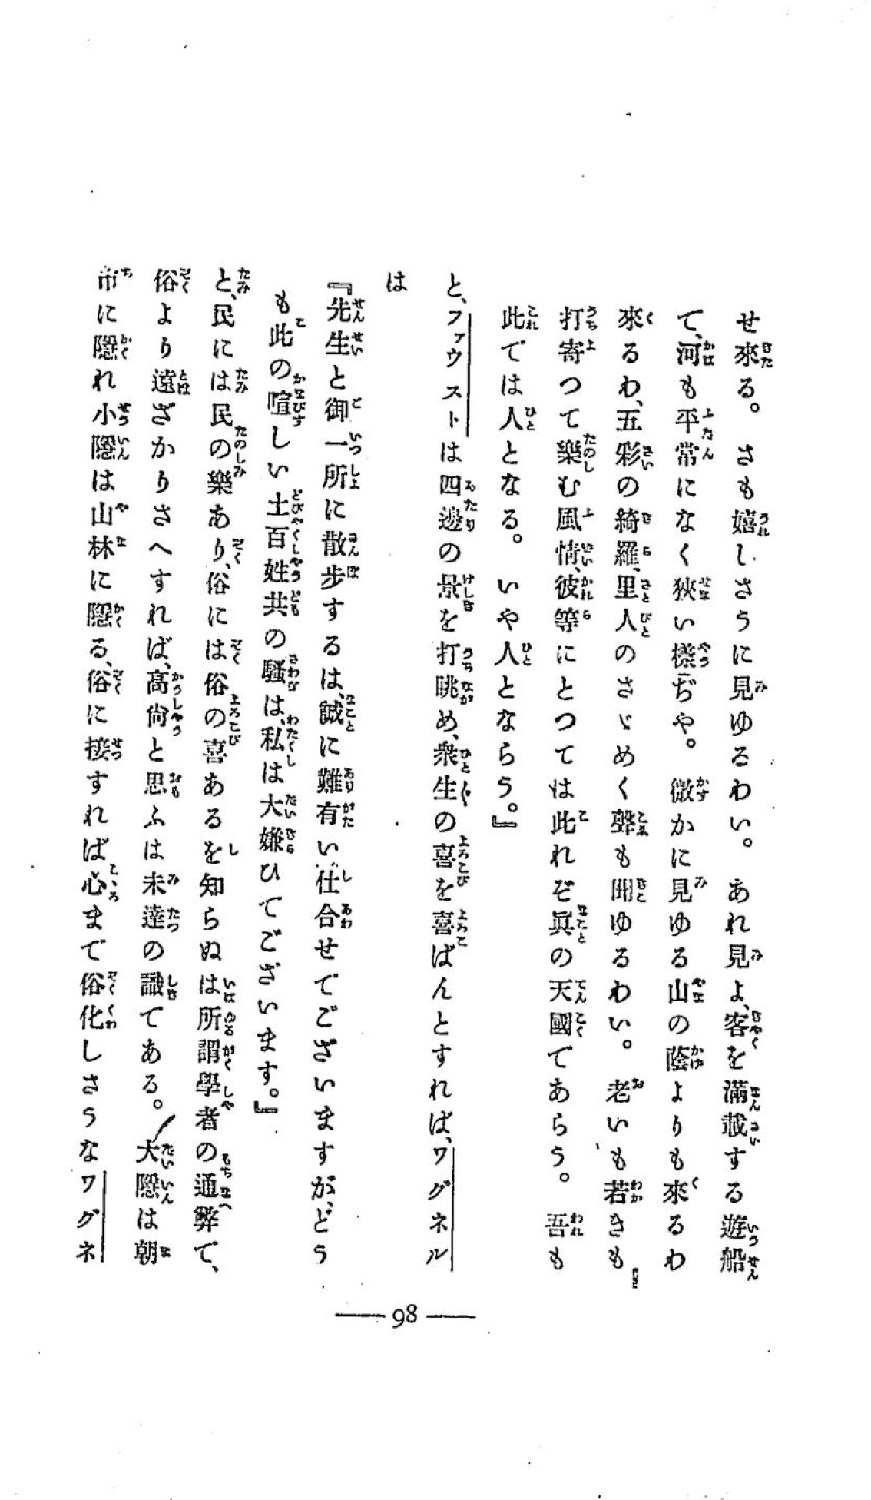 せ來る。さも嬉しさうに見ゆるわい。あれ見よ、客を滿載する遊船
て、河も平常になく狹い樣ぢや。微かに見ゆる山の蔭よりも來るわ
來るわ、五彩の綺羅、里人のさゞめく聲も聞ゆるわい。老いも若きも
打寄つて樂む風情、彼等にとつては此れぞ眞の天國であらう。吾も
此では人となる。いや人とならう。』
と、ファウストは四邊の景を打眺め、衆生の喜を喜ばんとすれば、ワグネル
は
『先生と御一所に散步するは、誠に難有い仕合せでございますが、どう
も此の喧しい土百姓共の騷は、私は大嫌ひでございます。』
と、民には民の樂あり、俗には俗の喜あるを知らぬは所謂學者の通弊で、
俗より遠ざかりさへすれば、高尙と思ふは未達の識である。大隱は朝
市に隱れ小隱は山林に隱る、俗に接すれば心まで俗化しさうなワグネ
98